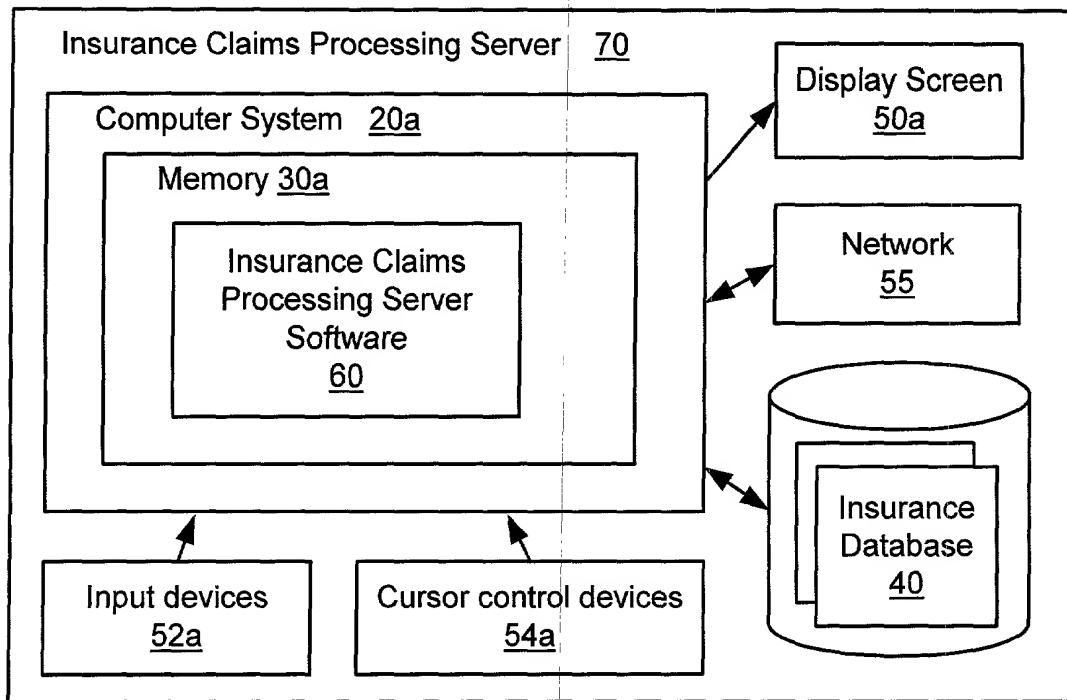 Insurance Claims Processing Server 70
Computer System 20a
Memory 30a
Insurance Claims
Processing Server
Software
60
Display Screen
50a
Network
55
Insurance
Database
40
Input devices
52a
Cursor control devices
54a